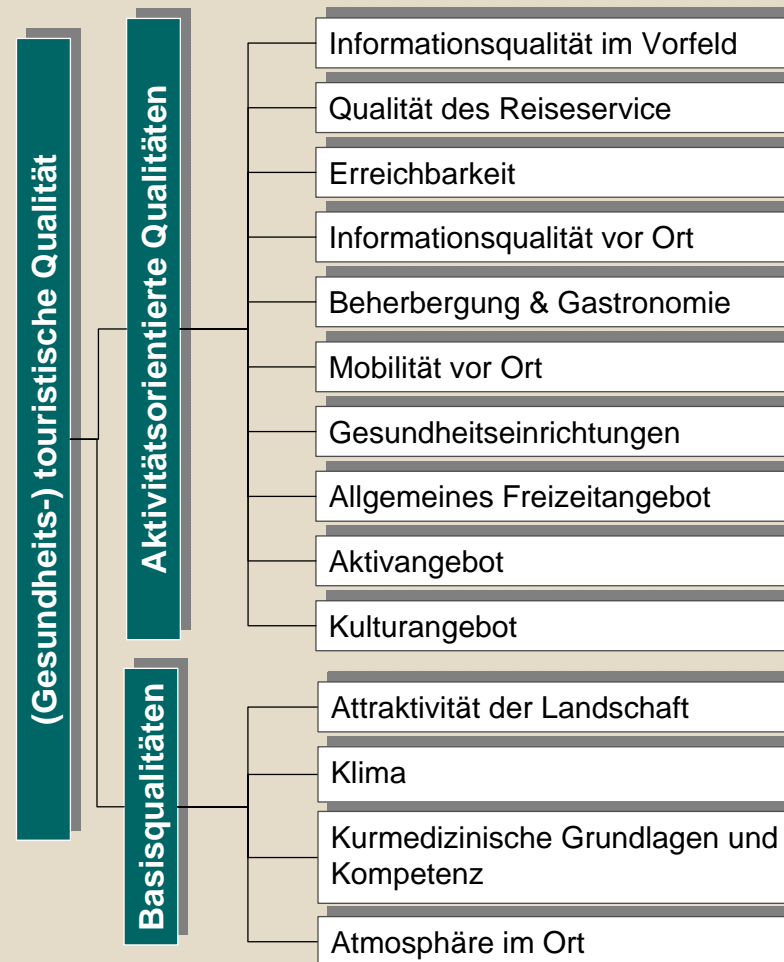 (Gesundheits-) touristische Qualität
Aktivitätsorientierte Qualitäten
Informationsqualität im Vorfeld
Qualität des Reiseservice
Erreichbarkeit
Informationsqualität vor Ort
Beherbergung & Gastronomie
Mobilität vor Ort
Gesundheitseinrichtungen
Allgemeines Freizeitangebot
Aktivangebot
Kulturangebot
Basisqualitäten
Attraktivität der Landschaft
Klima
Kurmedizinische Grundlagen und
Kompetenz
Atmosphäre im Ort